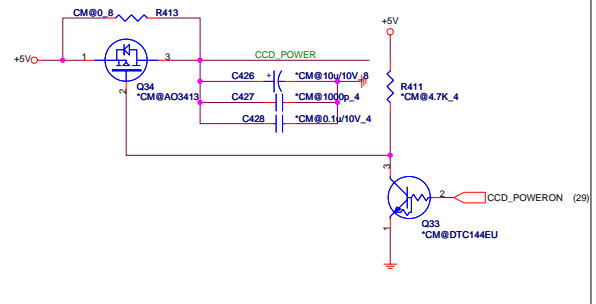 CM@0_8 R413
+5V
+5V
1 3
CCD_POWER
C426 + *CM@10u/10V_8
Q34
*CM@AO3413
2
C427 *CM@1000p_4
R411
*CM@4.7K_4
C428 *CM@0.1u/10V_4
3
2 CCD_POWERON (29)
Q33
*CM@DTC144EU
1